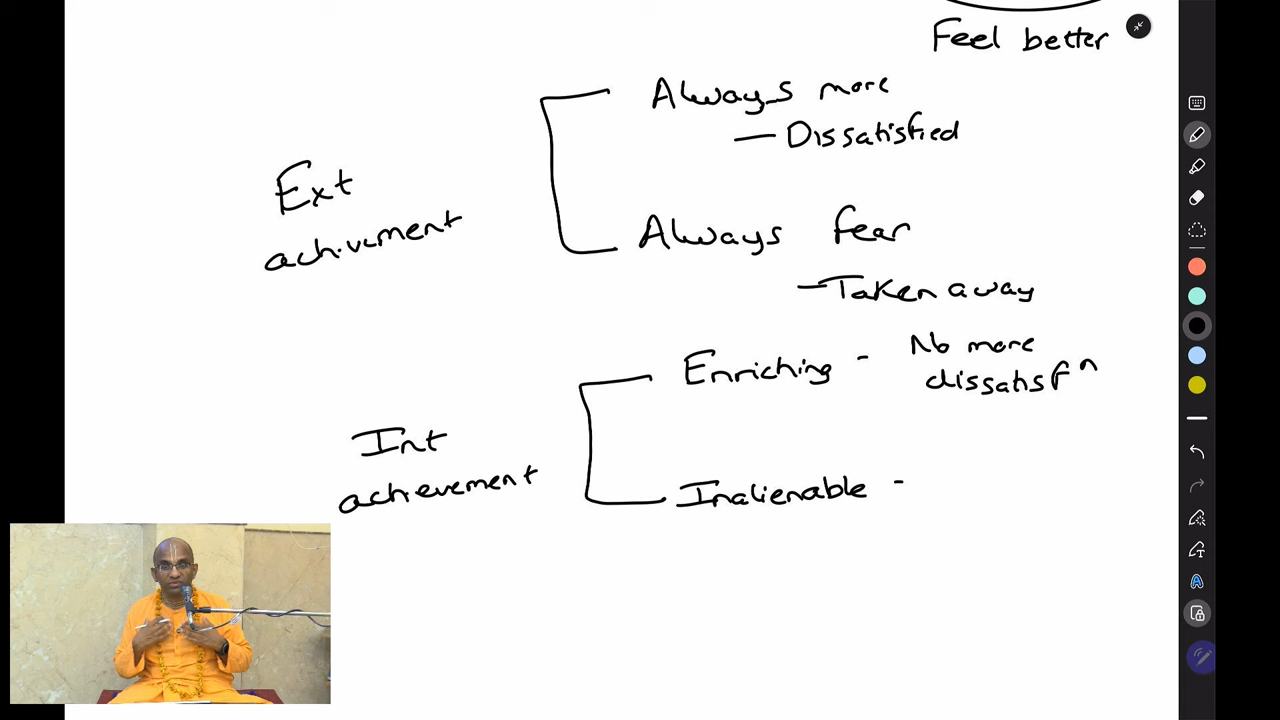 Feel better
Always more
— Dissatisfied
Ext
achivement
Always fear
— Taken away
Enriching - No more
dissatisfn
Int
achievement
Inalienable -